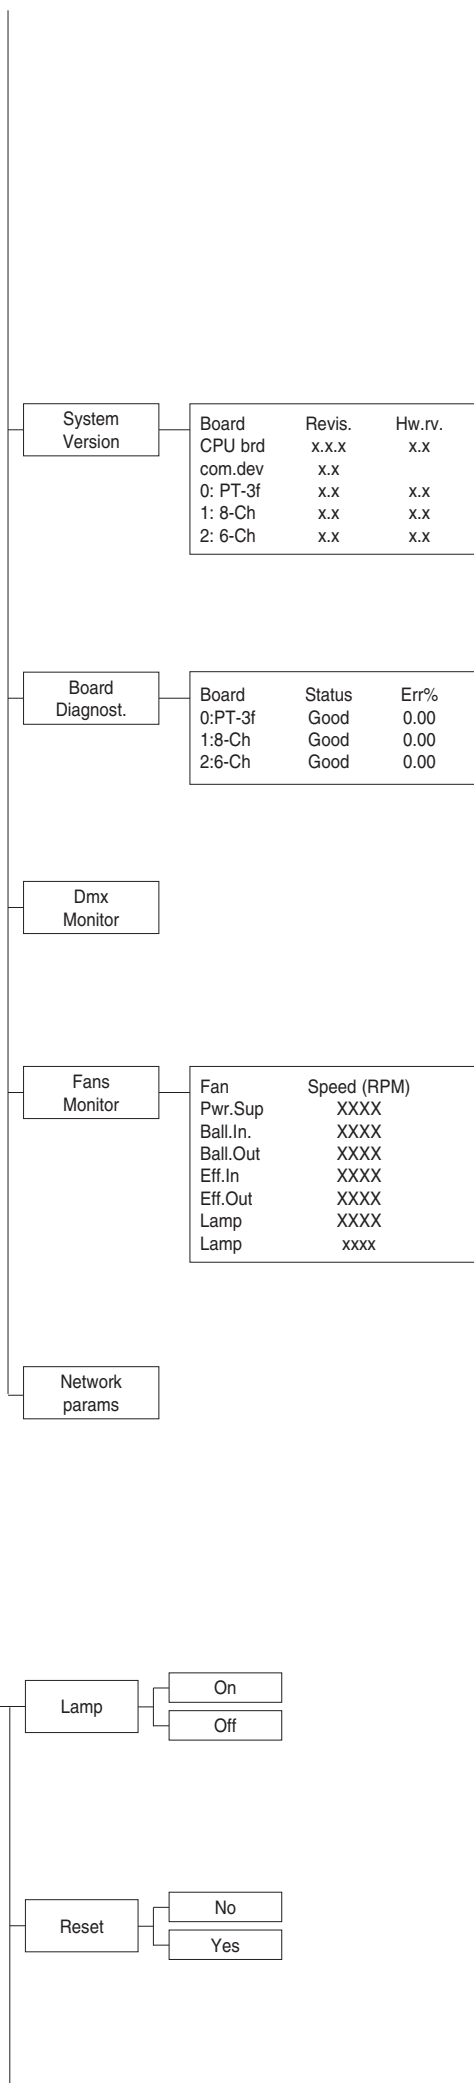 System
Version
Board Revis. Hw.rv.
CPU brd x.x.x x.x
com.dev x.x
0: PT-3f x.x x.x
1: 8-Ch x.x x.x
2: 6-Ch x.x x.x
Board
Diagnost.
Board Status Err%
0:PT-3f Good 0.00
1:8-Ch Good 0.00
2:6-Ch Good 0.00
Dmx
Monitor
Fans
Monitor
Fan Speed (RPM)
Pwr.Sup XXXX
Ball.In. XXXX
Ball.Out XXXX
Eff.In XXXX
Eff.Out XXXX
Lamp XXXX
Lamp xxxx
Network
params
Lamp
On
Off
Reset
No
Yes